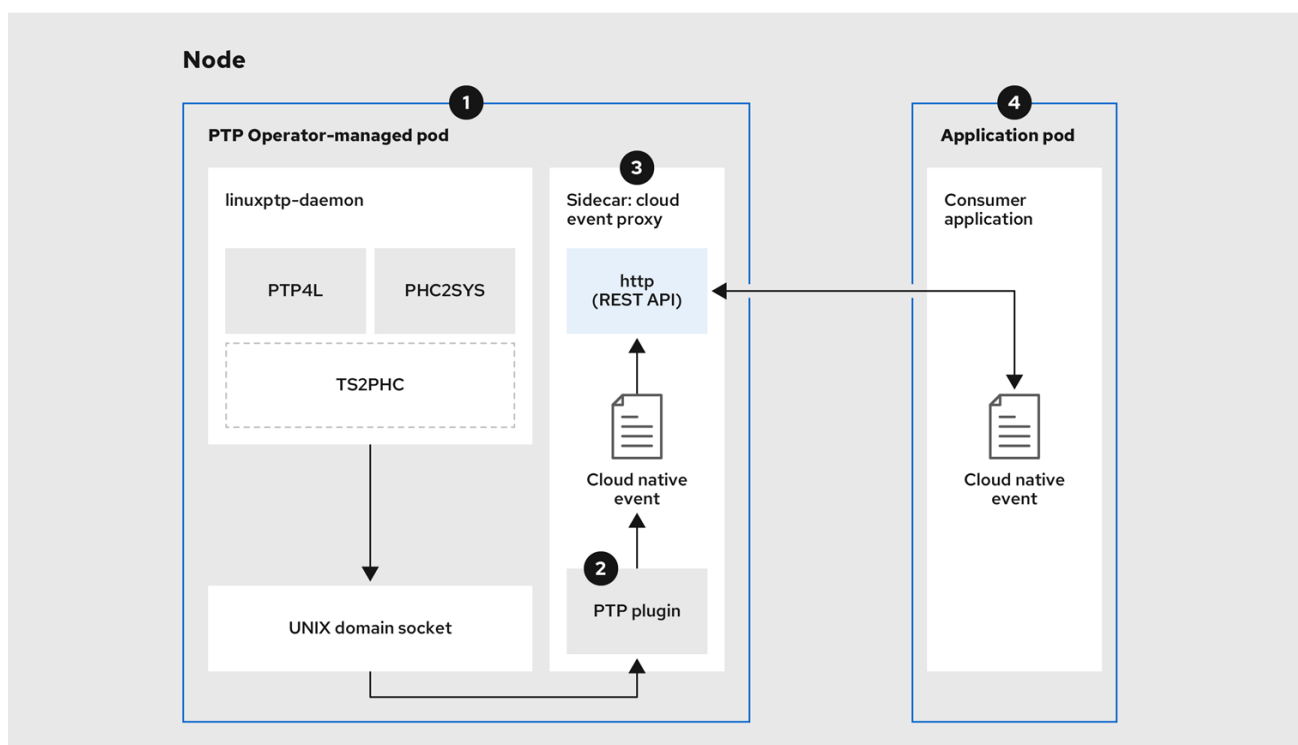 Node
1
PTP Operator-managed pod
linuxptp-daemon
PTP4L
PHC2SYS
TS2PHC
UNIX domain socket
3
Sidecar: cloud
event proxy
http
(REST API)
Cloud native
event
2
PTP plugin
4
Application pod
Consumer
application
Cloud native
event